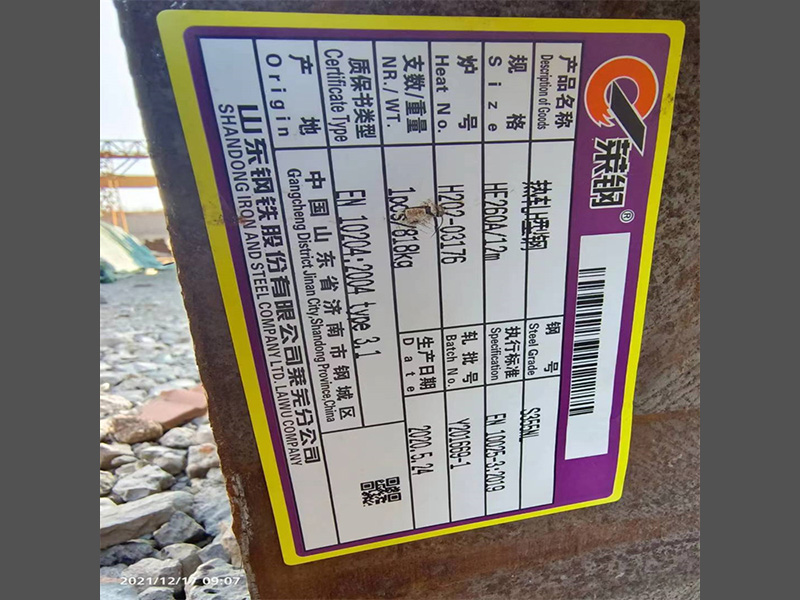 莱钢®
产品名称
Description of Goods
热轧H型钢
钢 号
Steel Grade
S355NL
规 格
Size
HE260A/12m
执行标准
Specification
EN 10025-3:2019
炉 号
Heat No.
H202-03176
轧 批 号
Batch No.
Y201669-1
支数/重量
NR./WT.
1pcs/818kg
生产日期
Date
2020.5.24
质保书类型
Certificate Type
EN 10204:2004 type 3.1
产 地
Origin
中国山东省济南市钢城区
Gangcheng District Jinan City,Shandong Province,China
山东钢铁股份有限公司莱芜分公司
SHANDONG IRON AND STEEL COMPANY LTD. LAIWU COMPANY
2021/12/17 09:07